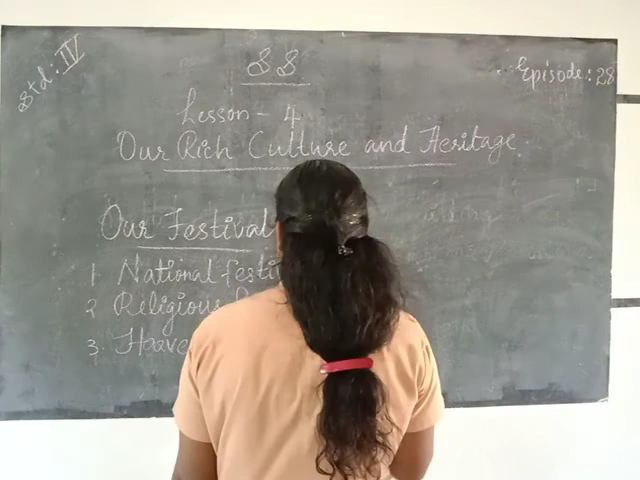 Std: IV
SS
Episode: 28
Lesson - 4
Our Rich Culture and Heritage
Our Festival
1 National festi
2 Religious
3 Harve